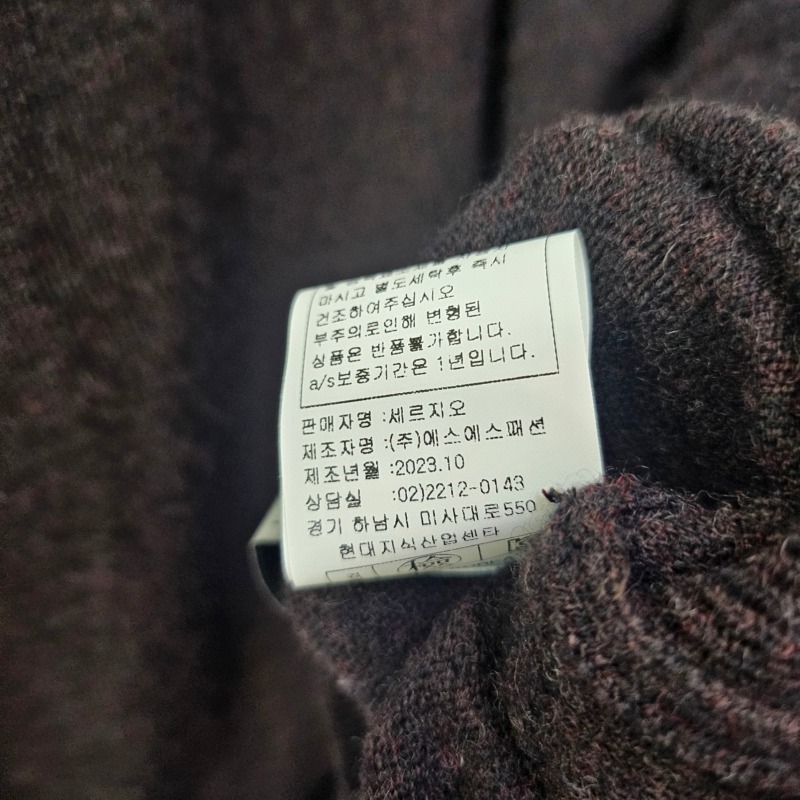 마시고 별도세탁후 즉시
건조하여주십시오
부주의로인해 변형된
상품은 반품불가합니다.
a/s보증기간은 1년입니다.
판매자명 :세르지오
제조자명 :(주)에스에스패션
제조년월 :2023.10
상담실 :02)2212-0143
경기 하남시 미사대로550
현대지식산업센타